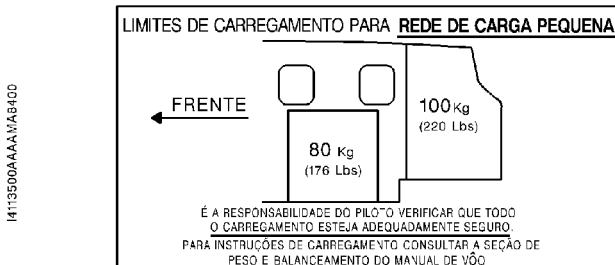 LIMITES DE CARREGAMENTO PARA REDE DE CARGA PEQUENA
FRENTE
100 Kg
(220 Lbs)
80 Kg
(176 Lbs)
É A RESPONSABILIDADE DO PILOTO VERIFICAR QUE TODO
O CARREGAMENTO ESTEJA ADEQUADAMENTE SEGURO.
PARA INSTRUÇÕES DE CARREGAMENTO CONSULTAR A SEÇÃO DE
PESO E BALANCEAMENTO DO MANUAL DE VÔO
I4113500AAAAMAB400